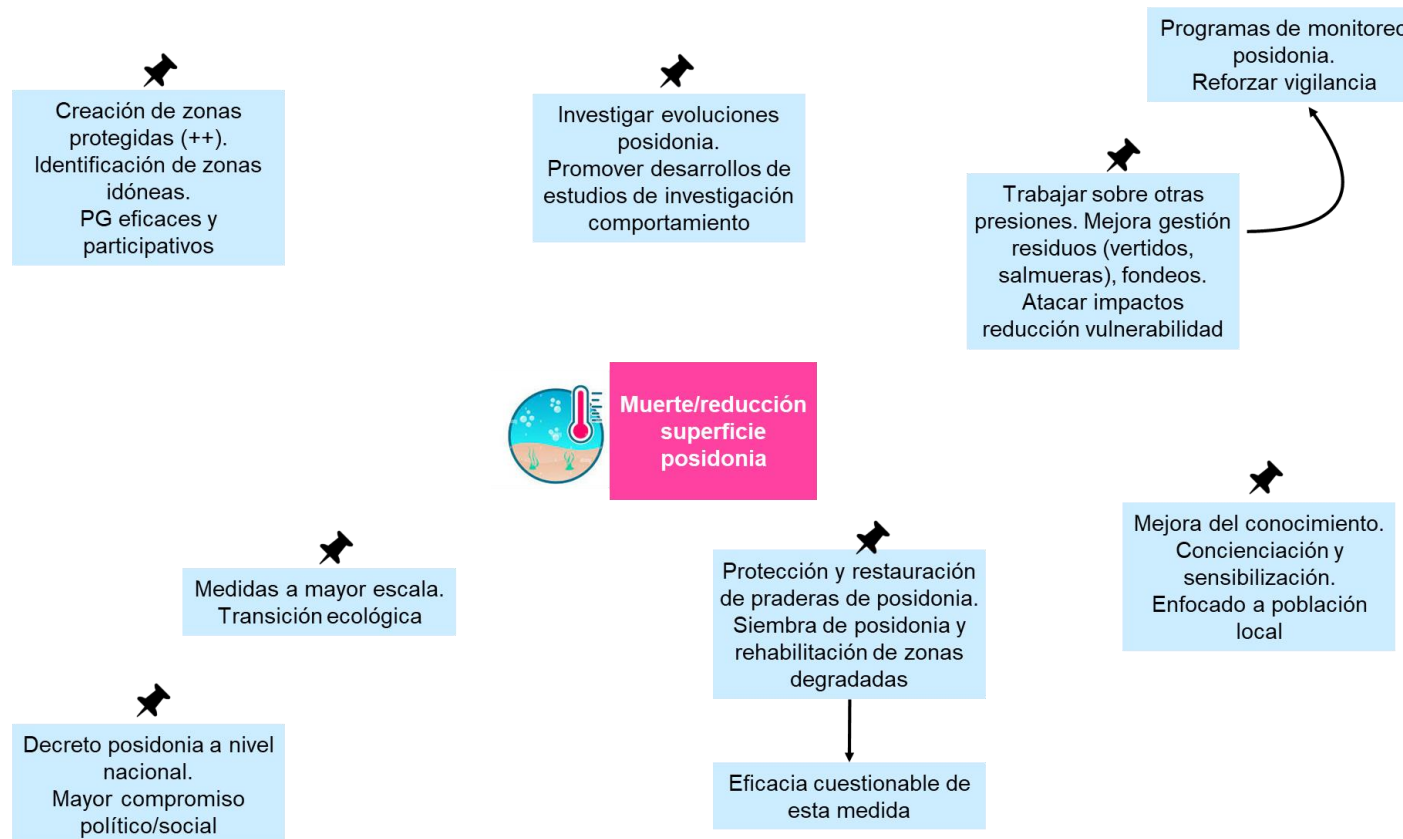 Programas de monitoreo
posidonia.
Reforzar vigilancia
Creación de zonas
protegidas (++).
Identificación de zonas
idóneas.
PG eficaces y
participativos
Investigar evoluciones
posidonia.
Promover desarrollos de
estudios de investigación
comportamiento
Trabajar sobre otras
presiones. Mejora gestión
residuos (vertidos,
salmueras), fondeos.
Atacar impactos
reducción vulnerabilidad
Muerte/reducción
superficie
posidonia
Mejora del conocimiento.
Concienciación y
sensibilización.
Enfocado a población
local
Medidas a mayor escala.
Transición ecológica
Protección y restauración
de praderas de posidonia.
Siembra de posidonia y
rehabilitación de zonas
degradadas
Decreto posidonia a nivel
nacional.
Mayor compromiso
político/social
Eficacia cuestionable de
esta medida